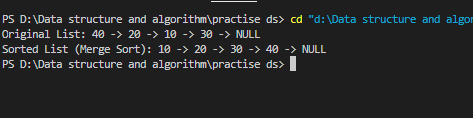 PS D:\Data structure and algorithm\practise ds> cd "d:\Data structure and algor
Original List: 40 -> 20 -> 10 -> 30 -> NULL
Sorted List (Merge Sort): 10 -> 20 -> 30 -> 40 -> NULL
PS D:\Data structure and algorithm\practise ds>